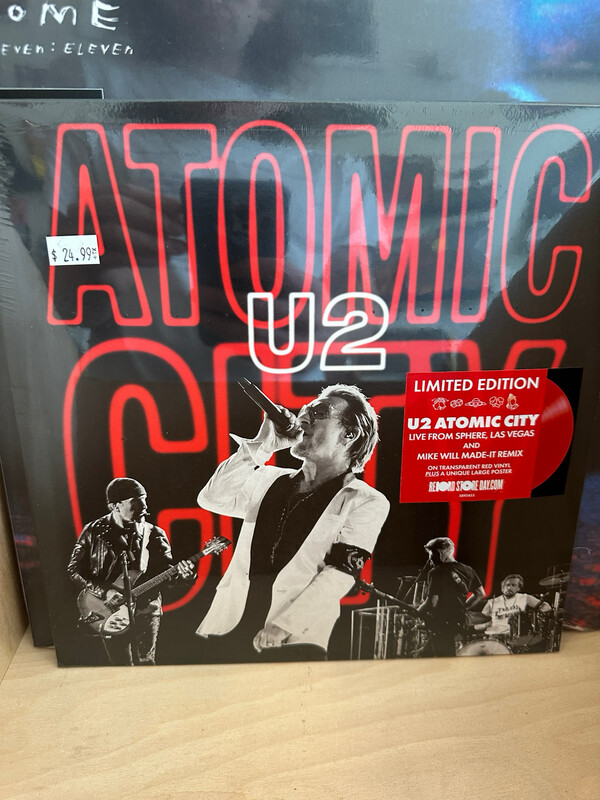 OME
EVEN:ELEVEN
ATOMIC
$ 24.99
U2
CITY
LIMITED EDITION
U2 ATOMIC CITY
LIVE FROM SPHERE, LAS VEGAS
AND
MIKE WILL MADE-IT REMIX
ON TRANSPARENT RED VINYL
PLUS A UNIQUE LARGE POSTER
RECORD STORE DAY.COM